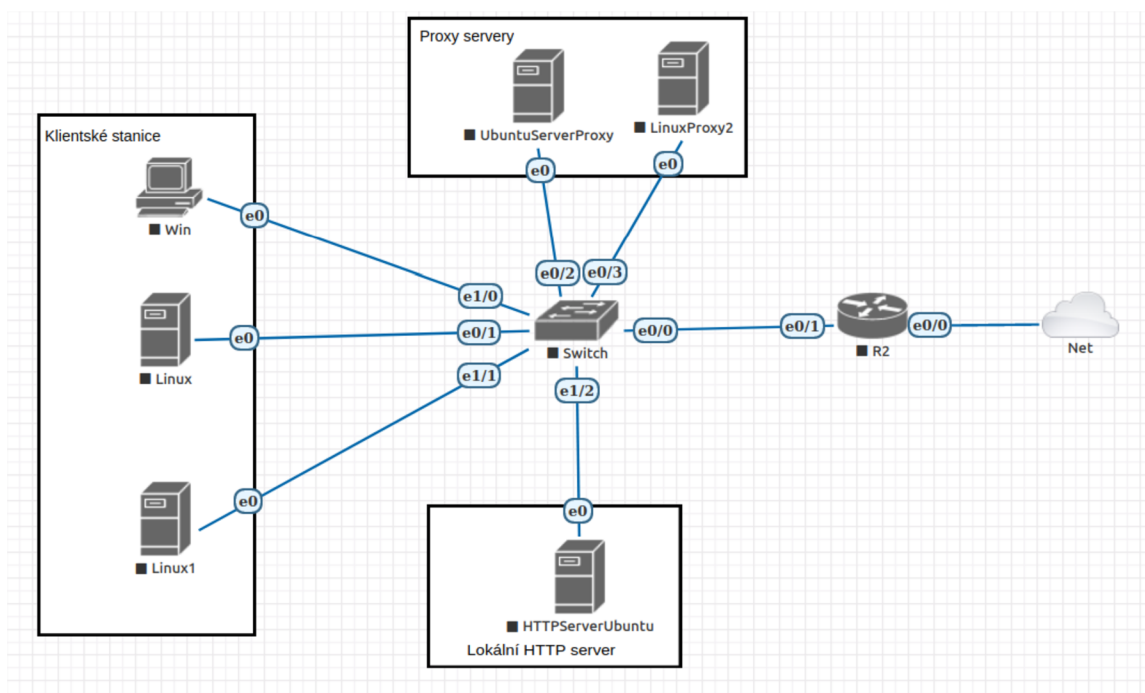 Proxy servery
UbuntuServerProxy
LinuxProxy2
e0
e0
Klientské stanice
Win
e0
e0/2
e0/3
e1/0
Linux
e0
e0/1
Switch
e0/0
e0/1
R2
e0/0
Net
e1/1
e1/2
Linux1
e0
e0
HTTPServerUbuntu
Lokální HTTP server